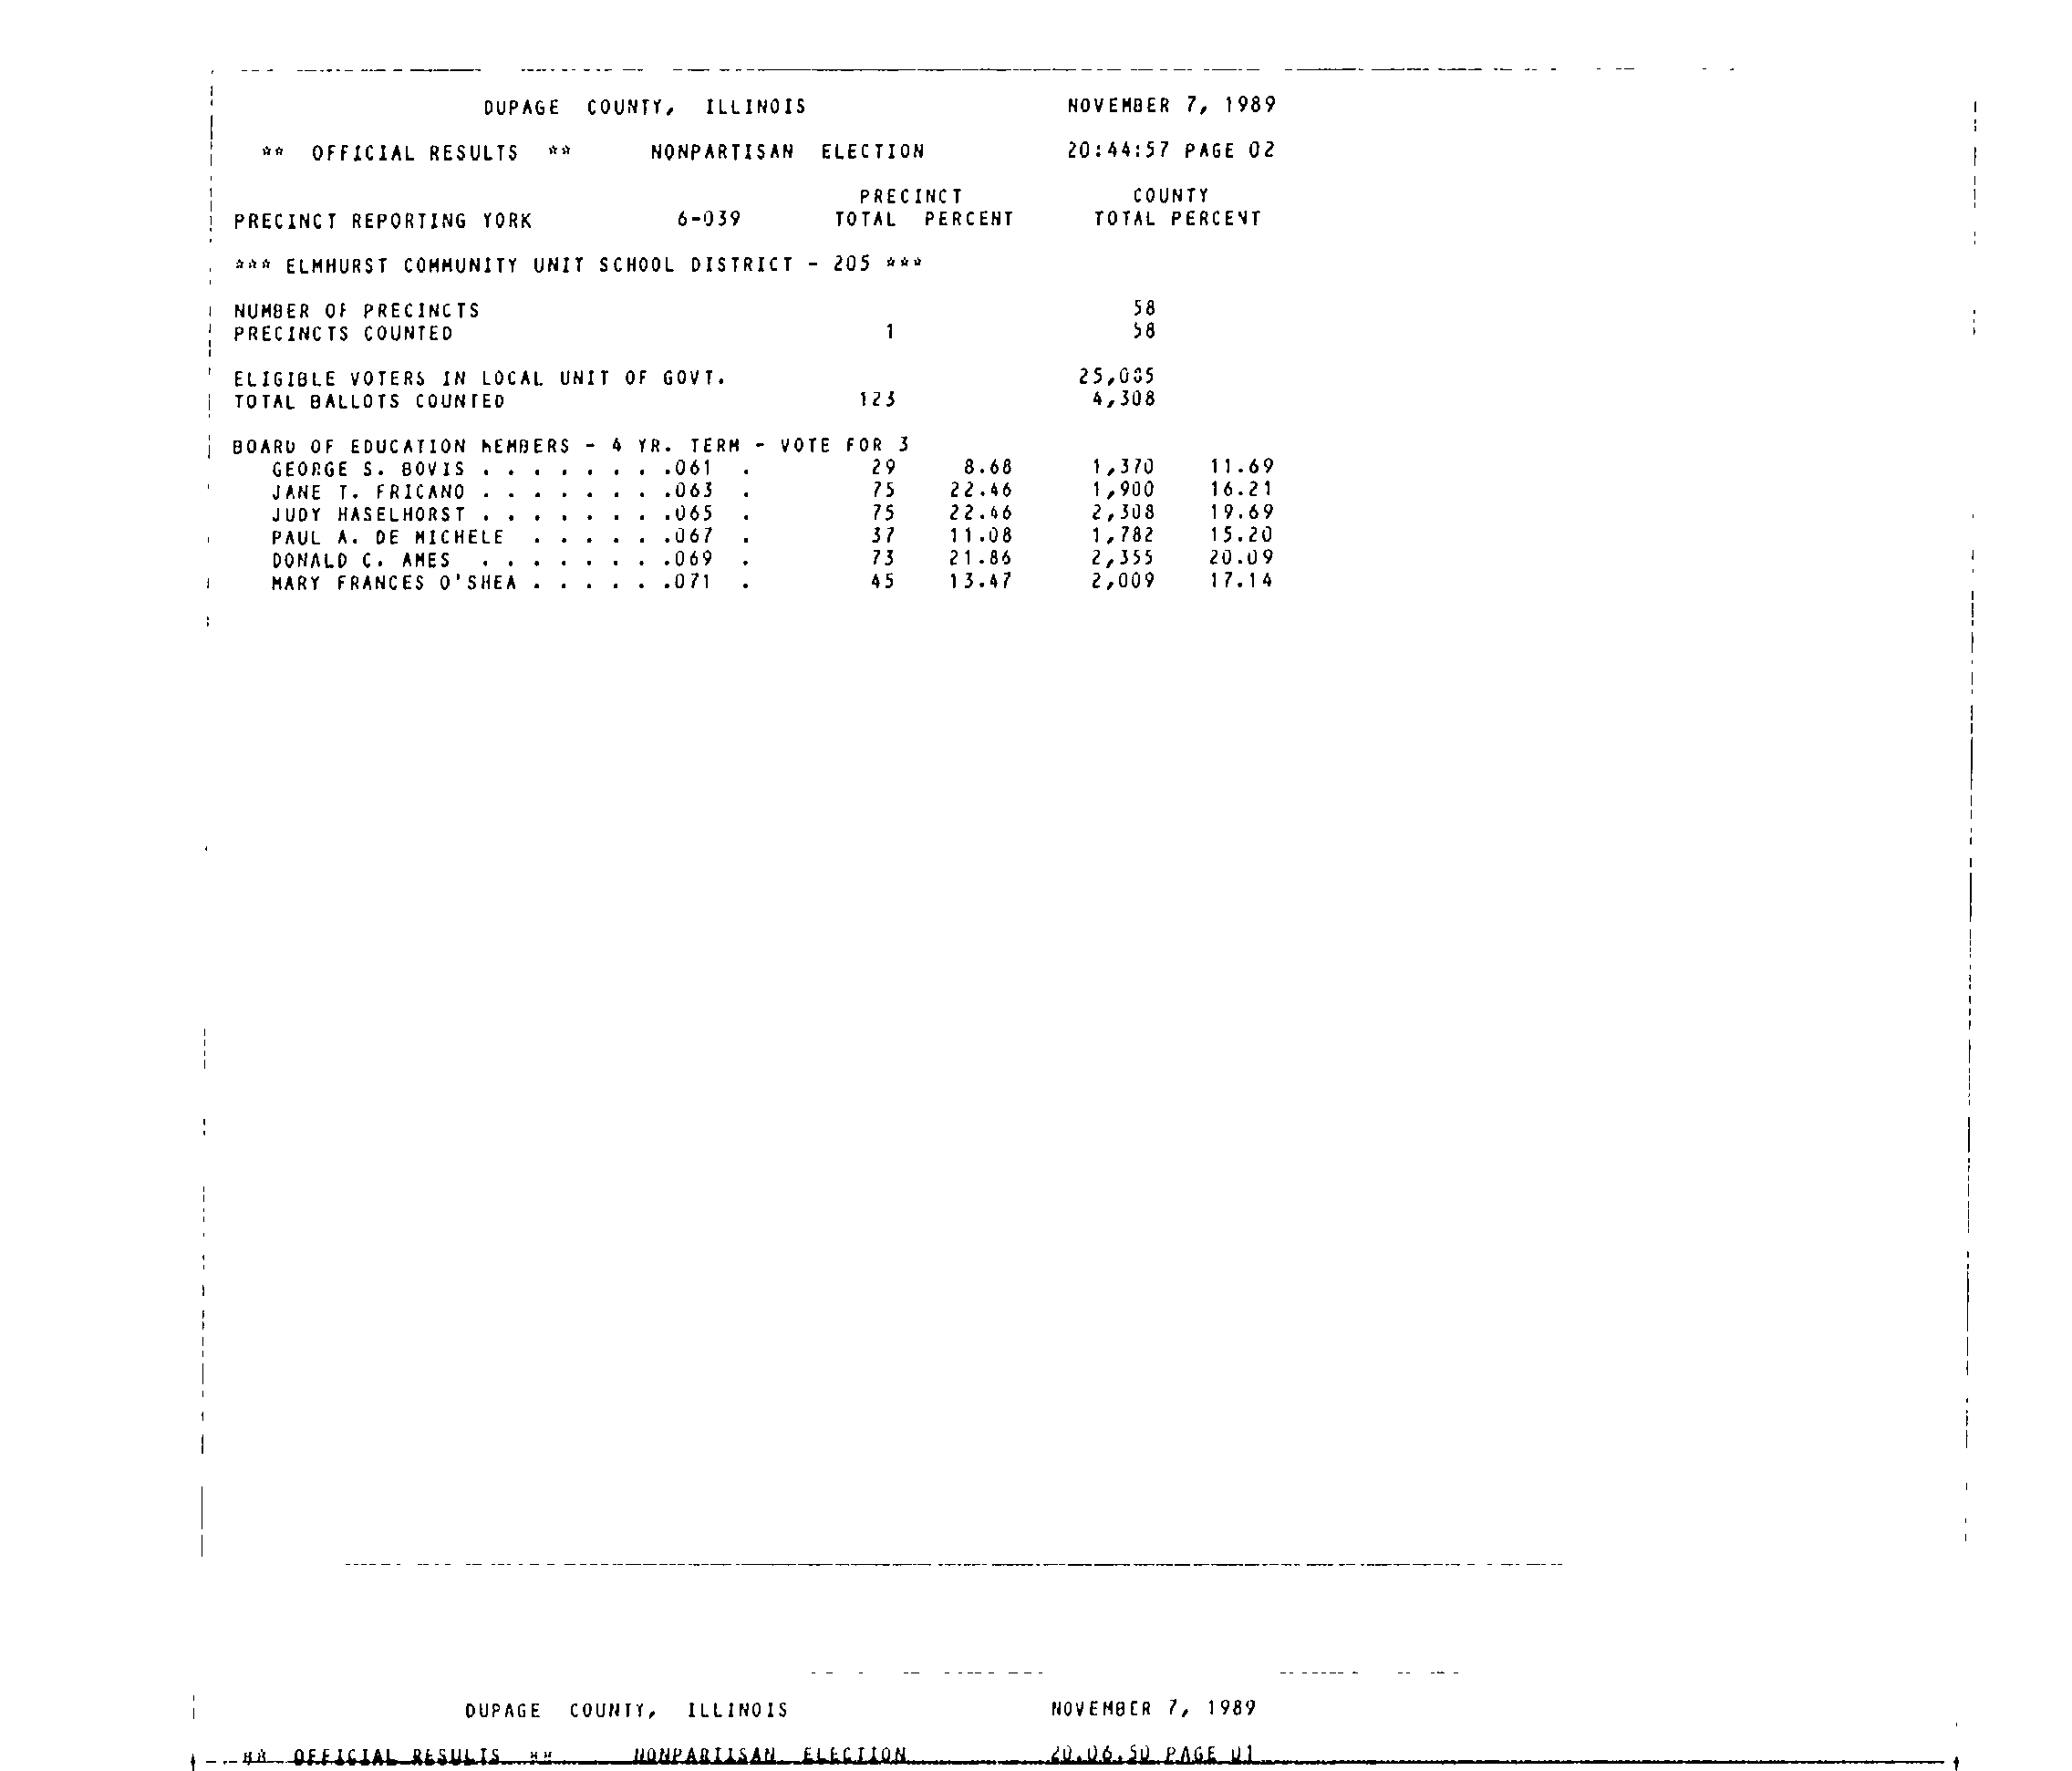 DUPAGE COUNTY, ILLINOIS NOVEMBER 7, 1989
** OFFICIAL RESULTS ** NONPARTISAN ELECTION 20:44:57 PAGE 02
PRECINCT COUNTY
PRECINCT REPORTING YORK 6-039 TOTAL PERCENT TOTAL PERCENT
*** ELMHURST COMMUNITY UNIT SCHOOL DISTRICT - 205 ***
NUMBER OF PRECINCTS 58
PRECINCTS COUNTED 1 58
ELIGIBLE VOTERS IN LOCAL UNIT OF GOVT.
TOTAL BALLOTS COUNTED 123 4,308
BOARD OF EDUCATION MEMBERS - 4 YR. TERM - VOTE FOR 3
GEORGE S. BOVIS . . . . . . . .061 . 29 8.68 1,370 11.69
JANE T. FRICANO . . . . . . . .063 . 75 22.46 1,900 16.21
JUDY HASELHORST . . . . . . . .065 . 75 22.46 2,308 19.69
PAUL A. DE MICHELE . . . . . .067 . 37 11.08 1,782 15.20
DONALD C. AMES . . . . . . . .069 . 73 21.86 2,355 20.09
MARY FRANCES O'SHEA . . . . . .071 . 45 13.47 2,009 17.14
DUPAGE COUNTY, ILLINOIS NOVEMBER 7, 1989
** OFFICIAL RESULTS ** NONPARTISAN ELECTION 20:06:50 PAGE 01